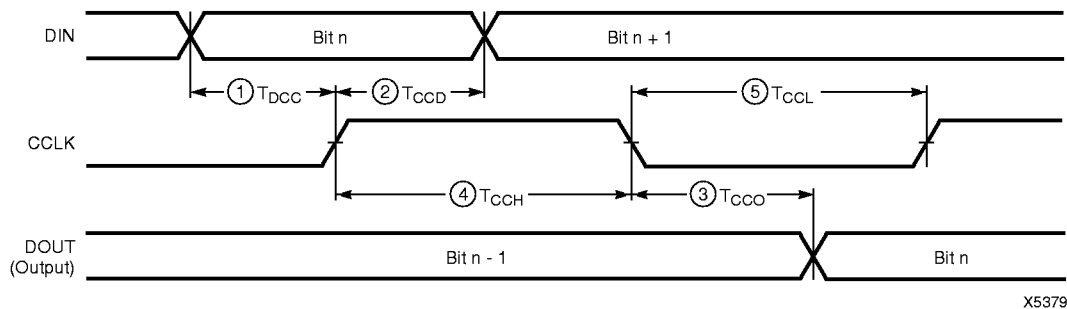 DIN
Bit n
Bit n + 1
1 TDCC
2 TCCD
5 TCCL
CCLK
4 TCCH
3 TCCO
DOUT
(Output)
Bit n - 1
Bit n
X5379